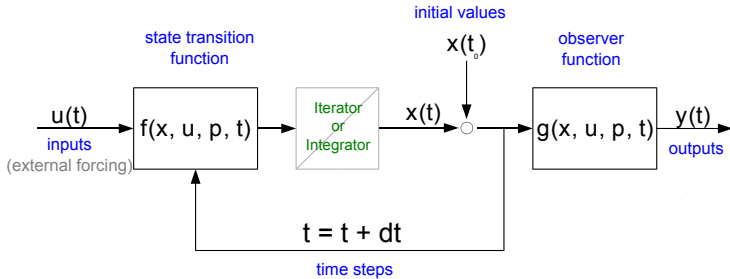 initial values
state transition
function
x(t₀)
observer
function
u(t)
f(x, u, p, t)
Iterator
or
Integrator
x(t)
g(x, u, p, t)
y(t)
inputs
(external forcing)
outputs
t = t + dt
time steps